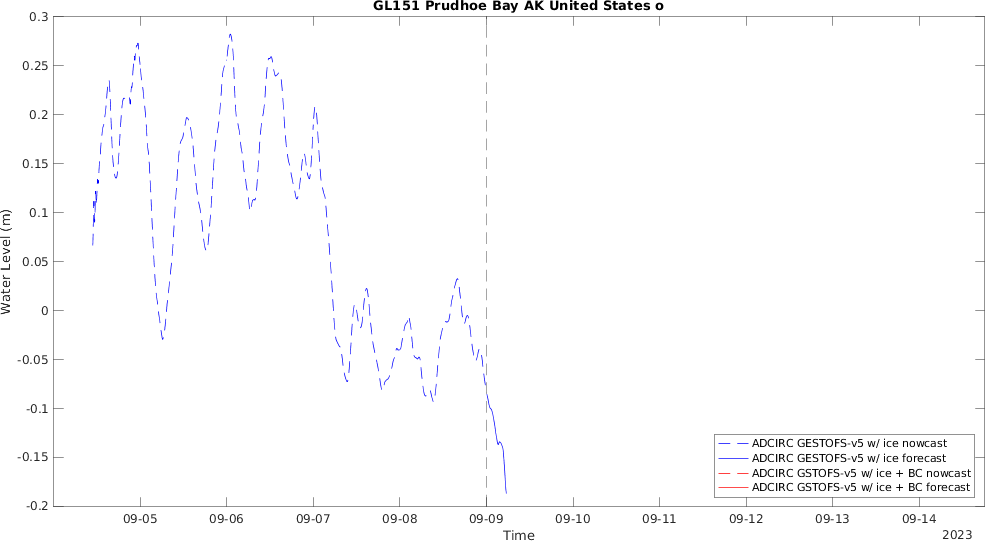 GL151 Prudhoe Bay AK United States o
0.3
0.25
0.2
0.15
0.1
0.05
0
-0.05
-0.1
-0.15
-0.2
Water Level (m)
ADCIRC GESTOFS-v5 w/ ice nowcast
ADCIRC GESTOFS-v5 w/ ice forecast
ADCIRC GSTOFS-v5 w/ ice + BC nowcast
ADCIRC GSTOFS-v5 w/ ice + BC forecast
09-05 09-06 09-07 09-08 09-09 09-10 09-11 09-12 09-13 09-14
Time
2023